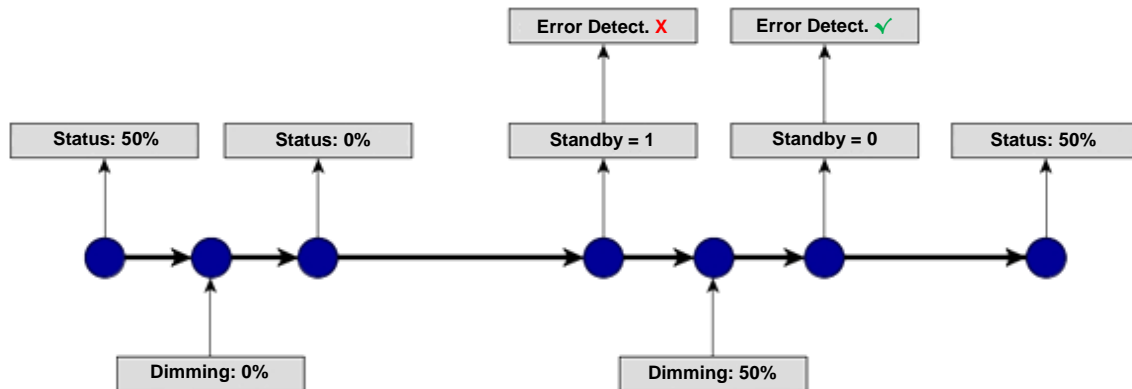 Error Detect. X
Error Detect. ✓
Status: 50%
Status: 0%
Standby = 1
Standby = 0
Status: 50%
Dimming: 0%
Dimming: 50%